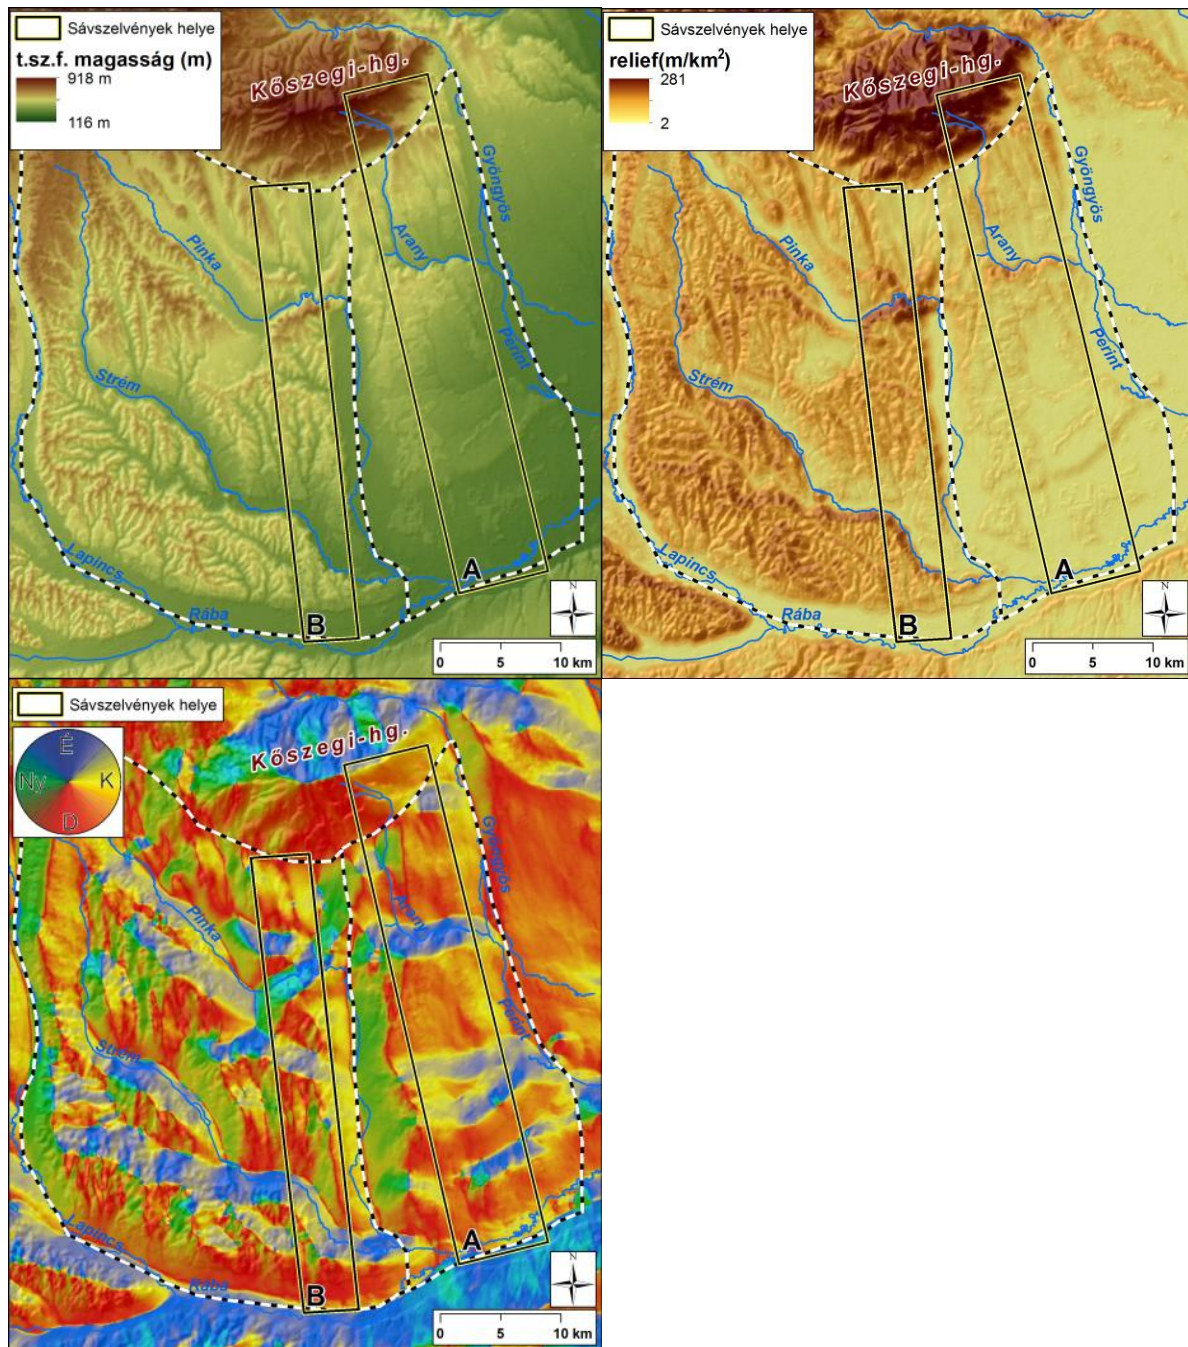 Sávszelvények helye
t.sz.f. magasság (m)
918 m
116 m
Kőszegi-hg.
Gyöngyös
Arany
Pinka
Perint
Strém
Lapincs
Rába
A
B
N
0 5 10 km
Sávszelvények helye
relief(m/km²)
281
2
Kőszegi-hg.
Gyöngyös
Arany
Pinka
Perint
Strém
Lapincs
Rába
A
B
N
0 5 10 km
Sávszelvények helye
É
Ny
K
D
Kőszegi-hg.
Gyöngyös
Arany
Pinka
Perint
Strém
Lapincs
Rába
A
B
N
0 5 10 km